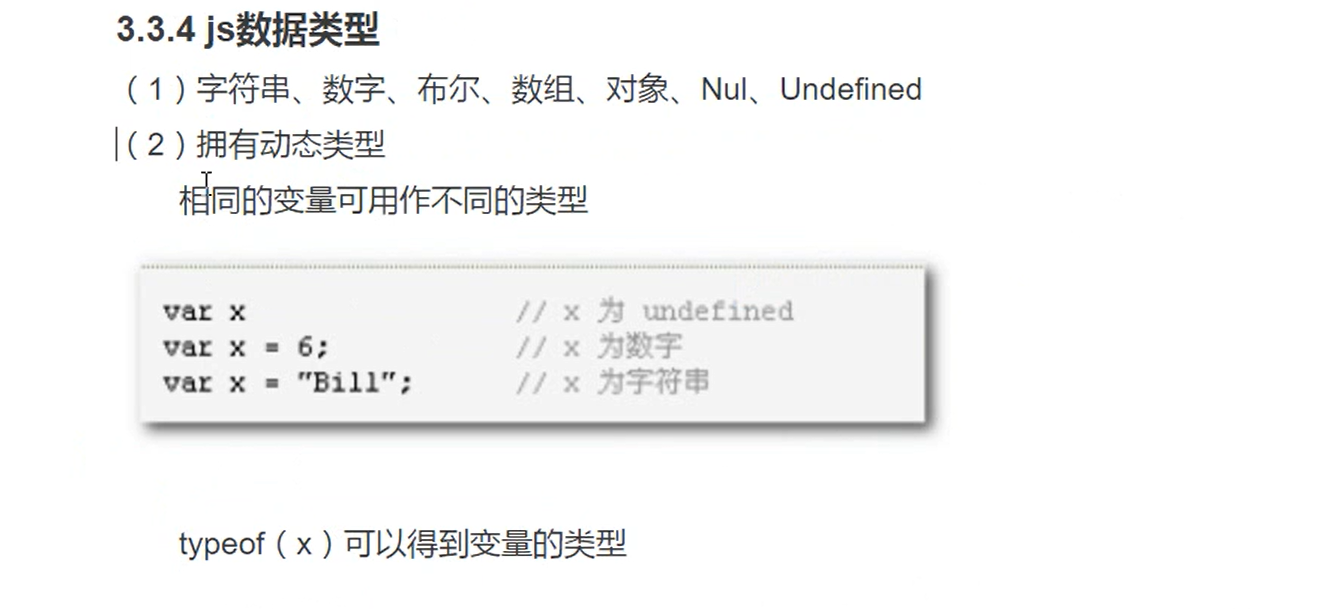 3.3.4 js数据类型
（1）字符串、数字、布尔、数组、对象、Nul、Undefined
（2）拥有动态类型
相同的变量可用作不同的类型
var x // x 为 undefined
var x = 6; // x 为数字
var x = "Bill"; // x 为字符串
typeof（x）可以得到变量的类型